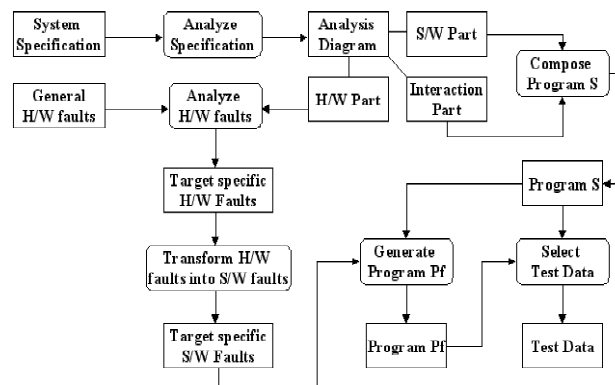 System
Specification
Analyze
Specification
Analysis
Diagram
S/W Part
Compose
Program S
General
H/W faults
Analyze
H/W faults
H/W Part
Interaction
Part
Target specific
H/W Faults
Program S
Transform H/W
faults into S/W faults
Generate
Program Pf
Select
Test Data
Target specific
S/W Faults
Program Pf
Test Data